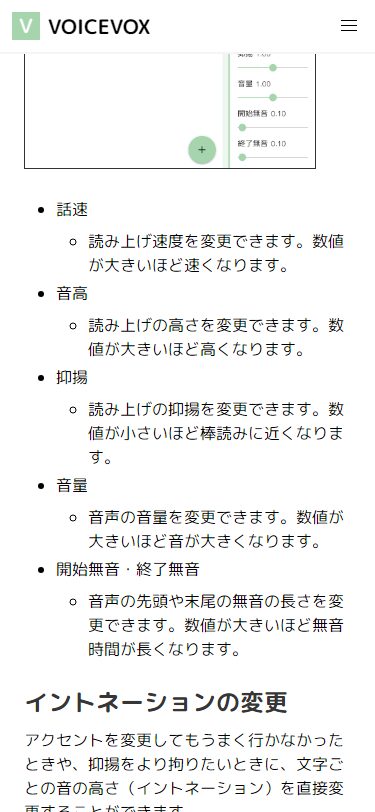 V VOICEVOX
抑揚 1.00
音量 1.00
開始無音 0.10
終了無音 0.10
+
• 話速
◦ 読み上げ速度を変更できます。数値
が大きいほど速くなります。
• 音高
◦ 読み上げの高さを変更できます。数
値が大きいほど高くなります。
• 抑揚
◦ 読み上げの抑揚を変更できます。数
値が小さいほど棒読みに近くなりま
す。
• 音量
◦ 音声の音量を変更できます。数値が
大きいほど音が大きくなります。
• 開始無音・終了無音
◦ 音声の先頭や末尾の無音の長さを変
更できます。数値が大きいほど無音
時間が長くなります。
イントネーションの変更
アクセントを変更してもうまく行かなかった
ときや、抑揚をより拘りたいときに、文字ご
との音の高さ（イントネーション）を直接変
更することができます。